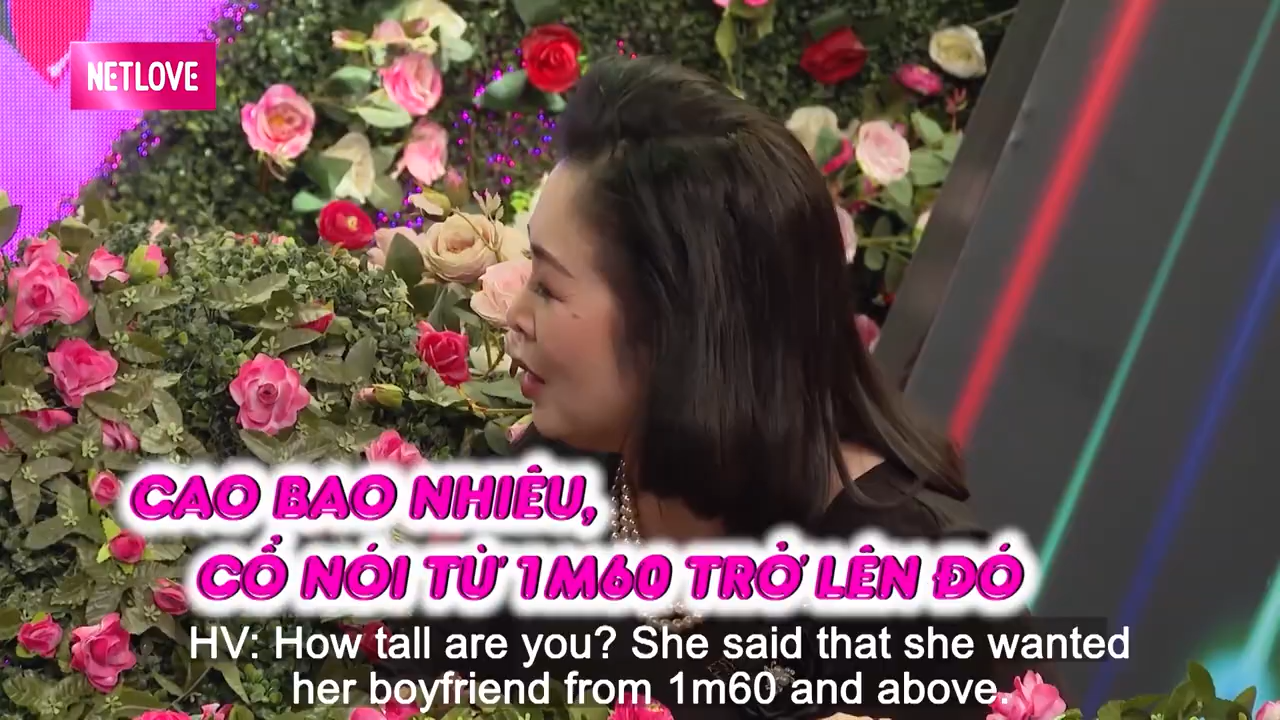 NETLOVE
CAO BAO NHIÊU,
CỔ NÓI TỪ 1M60 TRỞ LÊN ĐÓ
HV: How tall are you? She said that she wanted
her boyfriend from 1m60 and above.